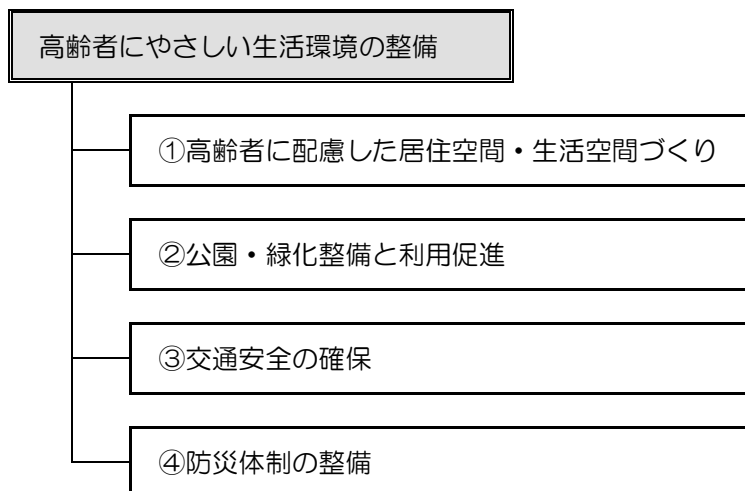 高齢者にやさしい生活環境の整備
①高齢者に配慮した居住空間・生活空間づくり
②公園・緑化整備と利用促進
③交通安全の確保
④防災体制の整備